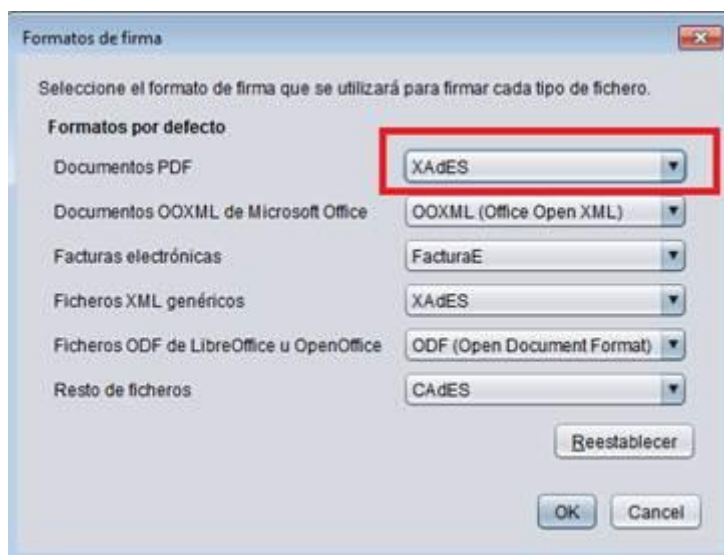 Formatos de firma
Seleccione el formato de firma que se utilizará para firmar cada tipo de fichero.
Formatos por defecto
Documentos PDF XAdES
Documentos OOXML de Microsoft Office OOXML (Office Open XML)
Facturas electrónicas FacturaE
Ficheros XML genéricos XAdES
Ficheros ODF de LibreOffice u OpenOffice ODF (Open Document Format)
Resto de ficheros CAdES
Reestablecer
OK Cancel